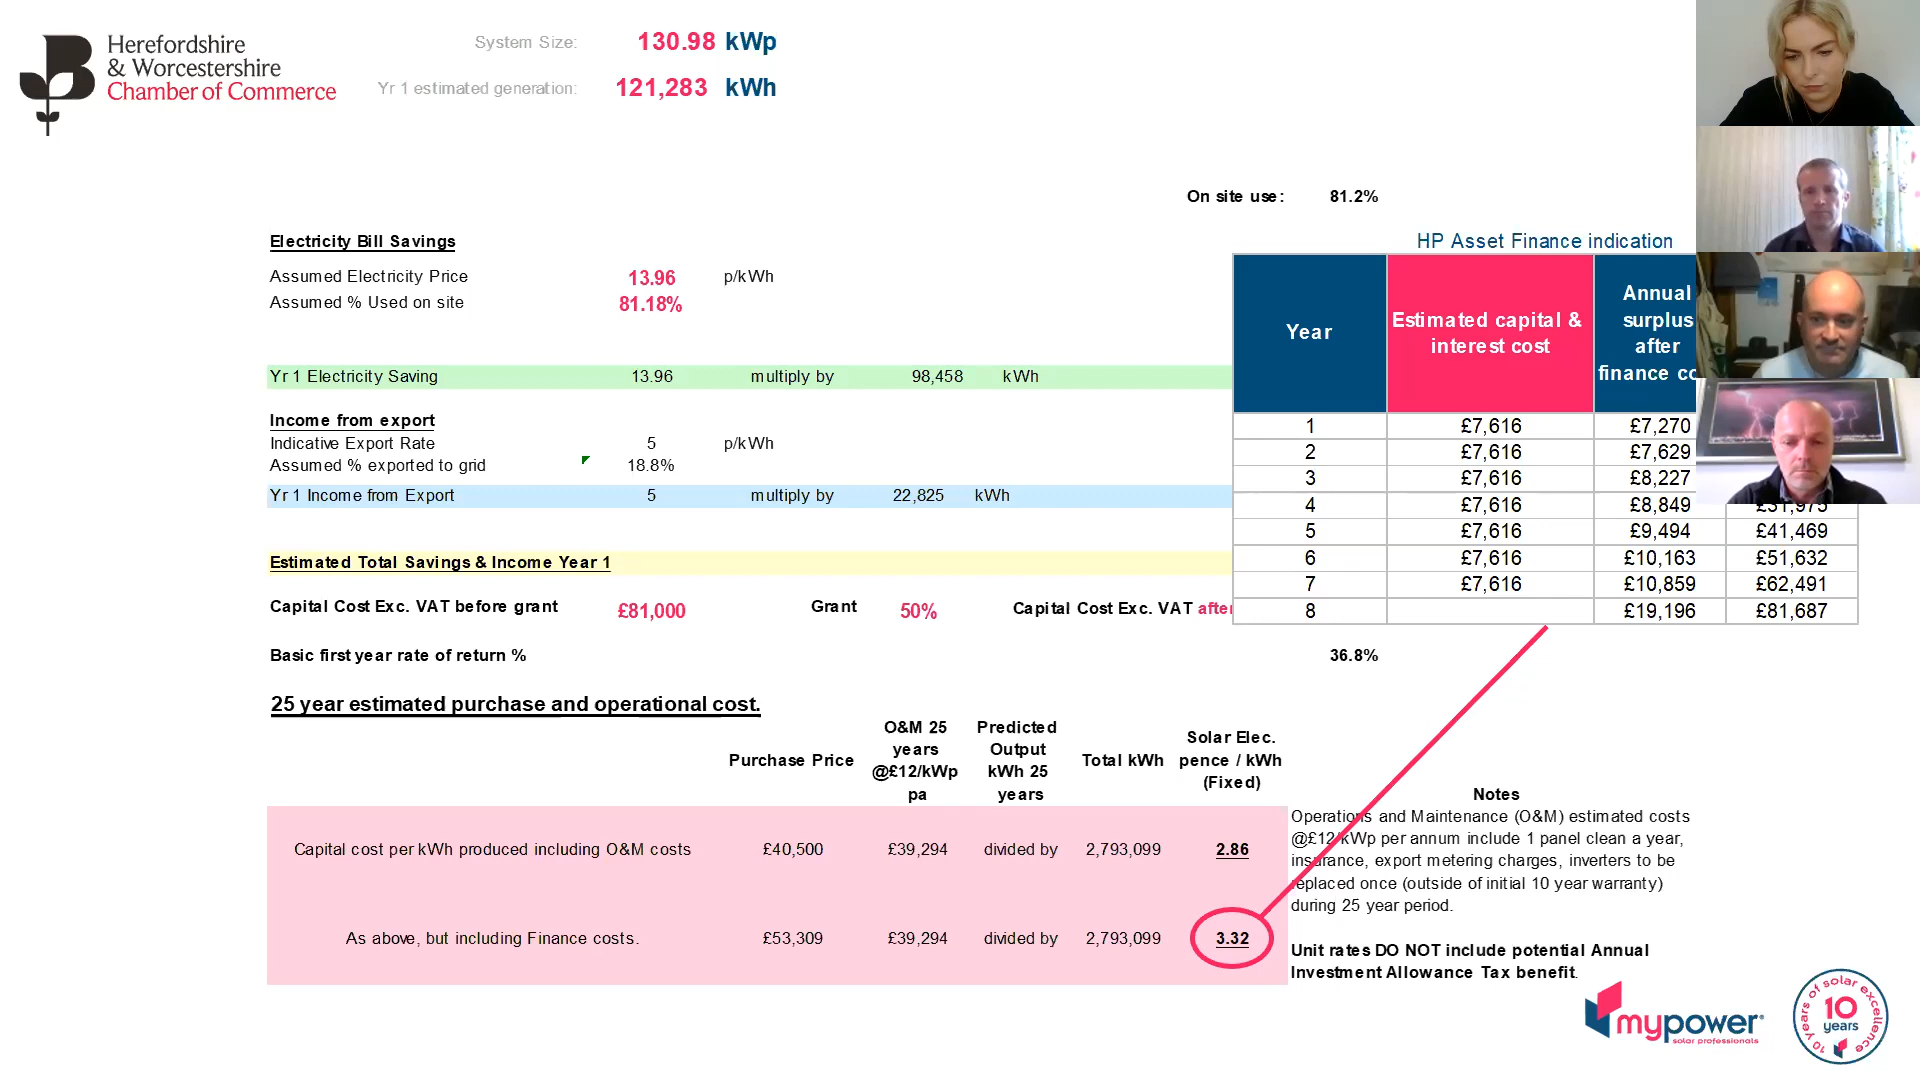 Herefordshire
& Worcestershire
Chamber of Commerce
System Size: 130.98 kWp
Yr 1 estimated generation: 121,283 kWh
On site use: 81.2%
Electricity Bill Savings
Assumed Electricity Price 13.96 p/kWh
Assumed % Used on site 81.18%
Yr 1 Electricity Saving 13.96 multiply by 98,458 kWh
Income from export
Indicative Export Rate 5 p/kWh
Assumed % exported to grid 18.8%
Yr 1 Income from Export 5 multiply by 22,825 kWh
Estimated Total Savings & Income Year 1
Capital Cost Exc. VAT before grant £81,000 Grant 50% Capital Cost Exc. VAT after
Basic first year rate of return % 36.8%
HP Asset Finance indication
Year
Estimated capital &
interest cost
Annual
surplus
after
finance
1 £7,616 £7,270
2 £7,616 £7,629
3 £7,616 £8,227
4 £7,616 £8,849 £31,975
5 £7,616 £9,494 £41,469
6 £7,616 £10,163 £51,632
7 £7,616 £10,859 £62,491
8 £19,196 £81,687
25 year estimated purchase and operational cost.
Purchase Price
O&M 25
years
@£12/kWp
pa
Predicted
Output
kWh 25
years
Total kWh
Solar Elec.
pence / kWh
(Fixed)
Capital cost per kWh produced including O&M costs £40,500 £39,294 divided by 2,793,099 2.86
As above, but including Finance costs. £53,309 £39,294 divided by 2,793,099 3.32
Notes
Operations and Maintenance (O&M) estimated costs
@£12/kWp per annum include 1 panel clean a year,
insurance, export metering charges, inverters to be
replaced once (outside of initial 10 year warranty)
during 25 year period.
Unit rates DO NOT include potential Annual
Investment Allowance Tax benefit.
mypower
solar professionals
10 years of solar excellence
10
years